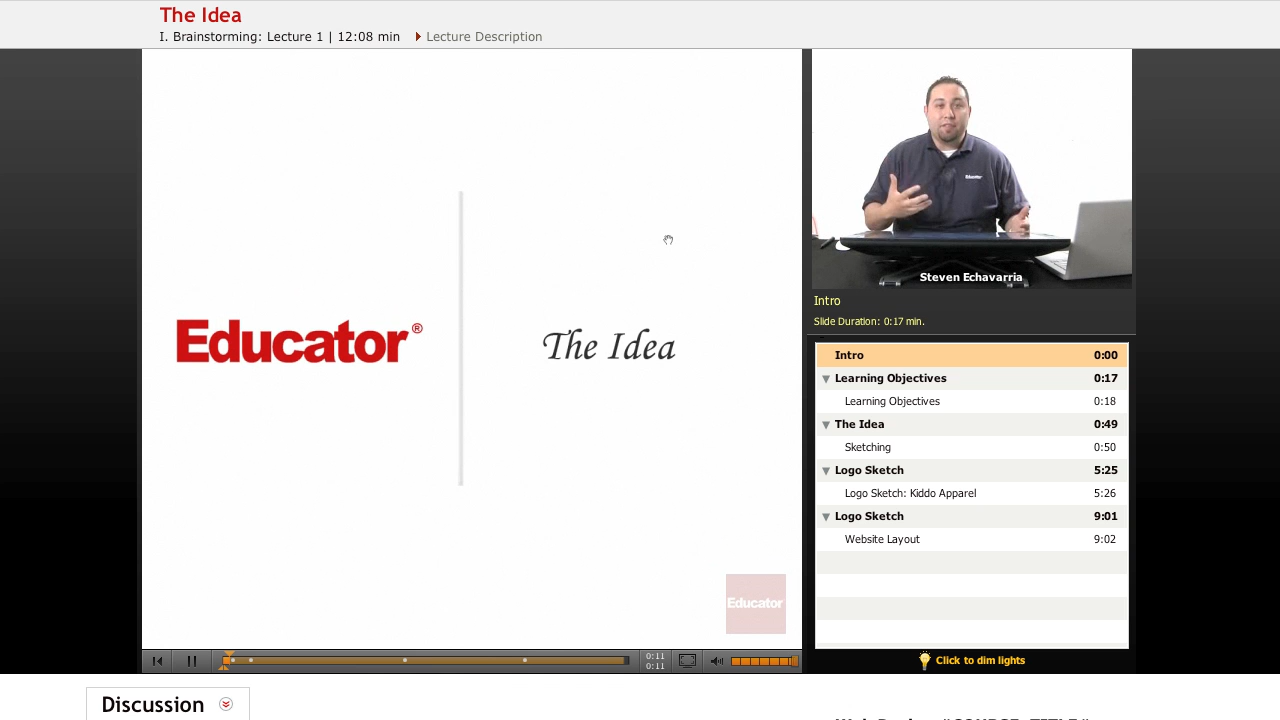 The Idea
I. Brainstorming: Lecture 1 | 12:08 min Lecture Description
Educator®
The Idea
Educator
Educator
Steven Echavarria
Intro
Slide Duration: 0:17 min.
Intro 0:00
Learning Objectives 0:17
Learning Objectives 0:18
The Idea 0:49
Sketching 0:50
Logo Sketch 5:25
Logo Sketch: Kiddo Apparel 5:26
Logo Sketch 9:01
Website Layout 9:02
0:11
0:11
Click to dim lights
Discussion